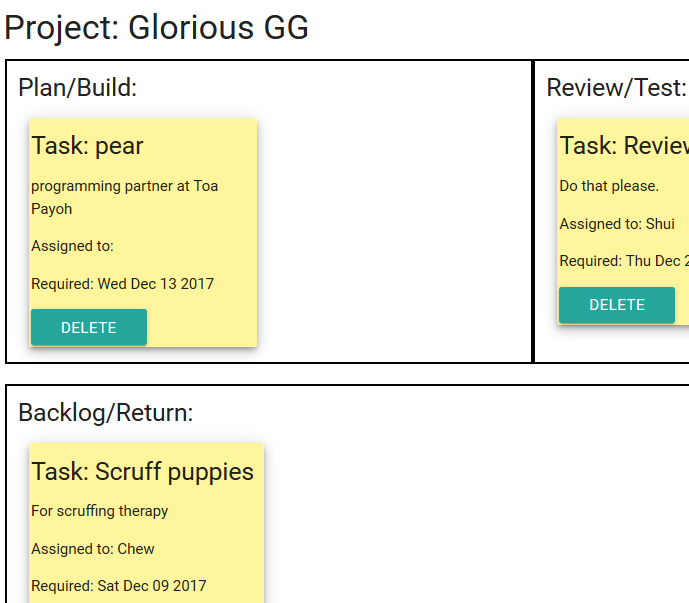 Project: Glorious GG
Plan/Build:
Task: pear
programming partner at Toa
Payoh
Assigned to:
Required: Wed Dec 13 2017
DELETE
Review/Test:
Task: Review
Do that please.
Assigned to: Shui
Required: Thu Dec
DELETE
Backlog/Return:
Task: Scruff puppies
For scruffing therapy
Assigned to: Chew
Required: Sat Dec 09 2017